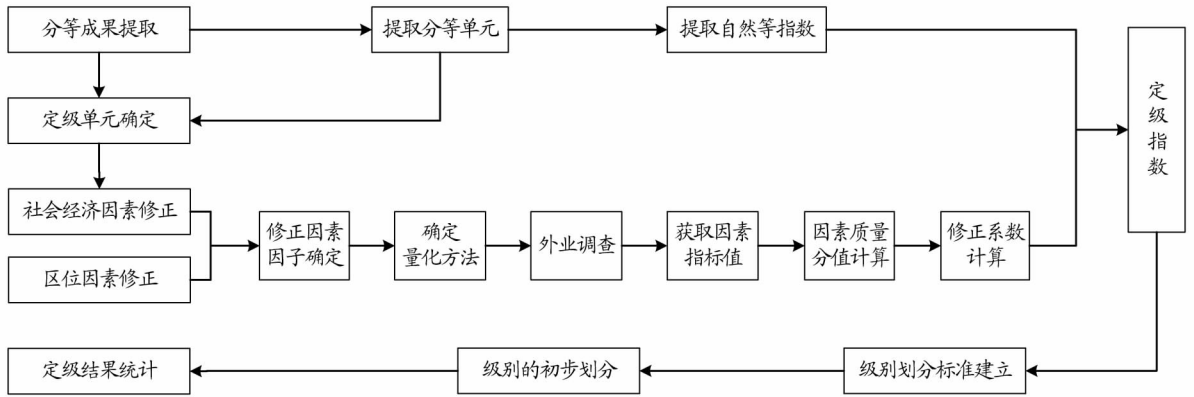 分等成果提取
提取分等单元
提取自然等指数
定级单元确定
定
级
指
数
社会经济因素修正
区位因素修正
修正因素
因子确定
确定
量化方法
外业调查
获取因素
指标值
因素质量
分值计算
修正系数
计算
定级结果统计
级别的初步划分
级别划分标准建立